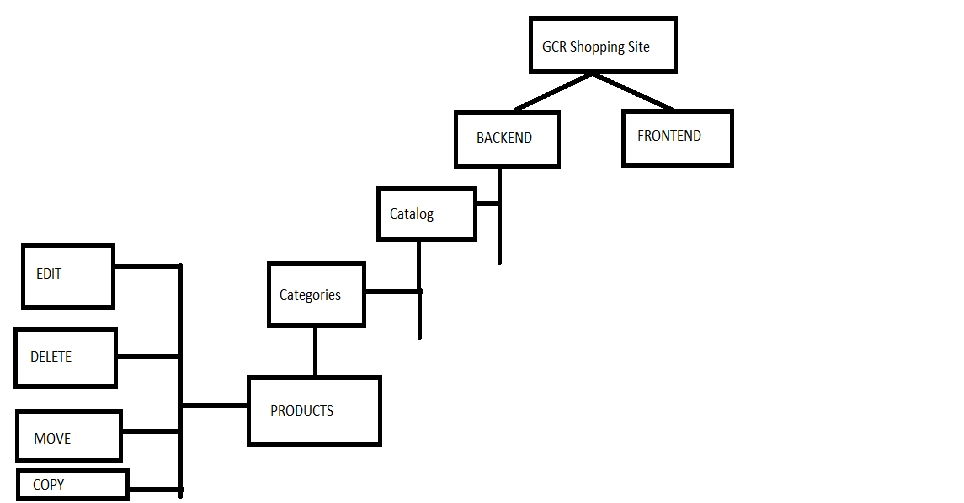 GCR Shopping Site
BACKEND
FRONTEND
Catalog
EDIT
Categories
DELETE
PRODUCTS
MOVE
COPY